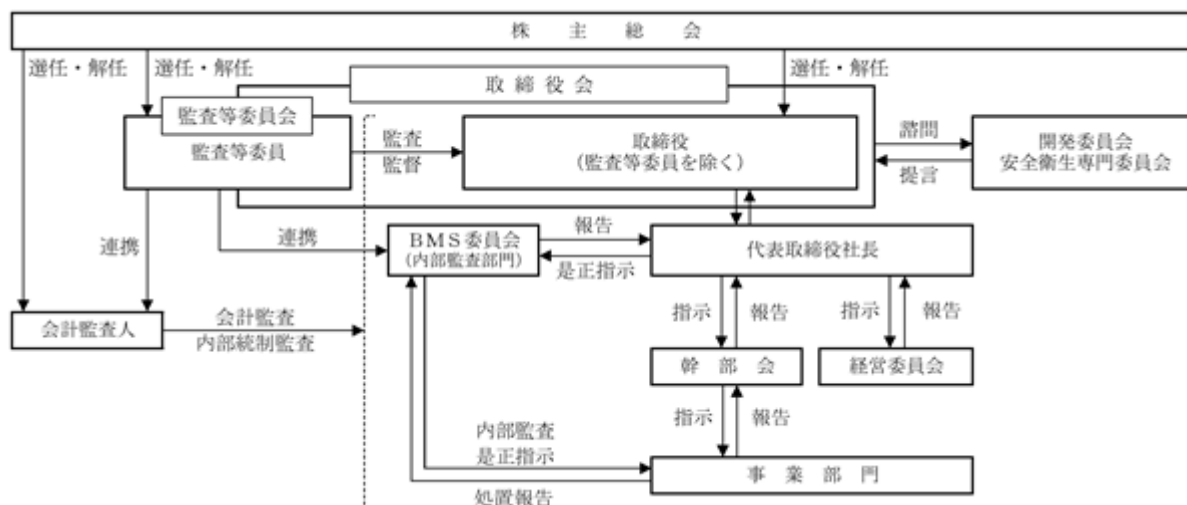 株主総会
選任・解任
選任・解任
選任・解任
取締役会
監査等委員会
監査等委員
監査
監督
取締役
(監査等委員を除く)
諮問
提言
開発委員会
安全衛生専門委員会
連携
連携
BMS委員会
(内部監査部門)
報告
是正指示
代表取締役社長
会計監査人
会計監査
内部統制監査
指示
報告
指示
報告
幹部会
経営委員会
指示
報告
内部監査
是正指示
処置報告
事業部門